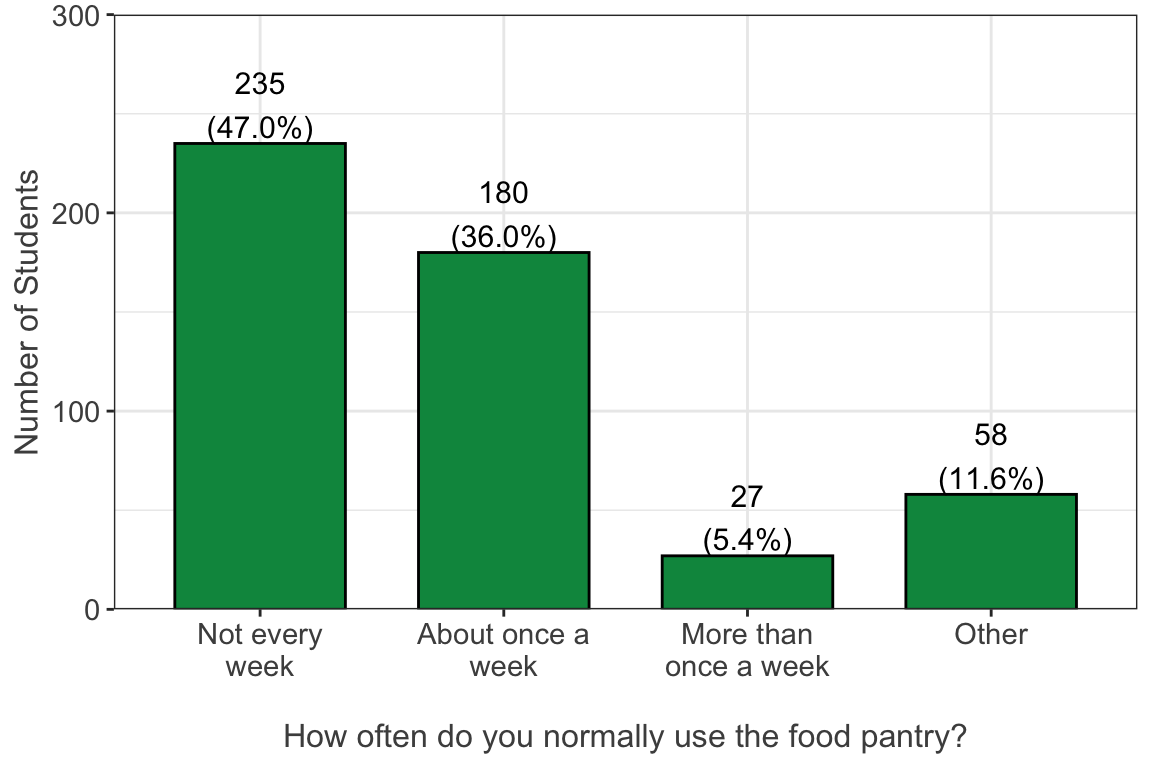 300
200
100
0
Number of Students
235
(47.0%)
180
(36.0%)
27
(5.4%)
58
(11.6%)
Not every
week
About once a
week
More than
once a week
Other
How often do you normally use the food pantry?